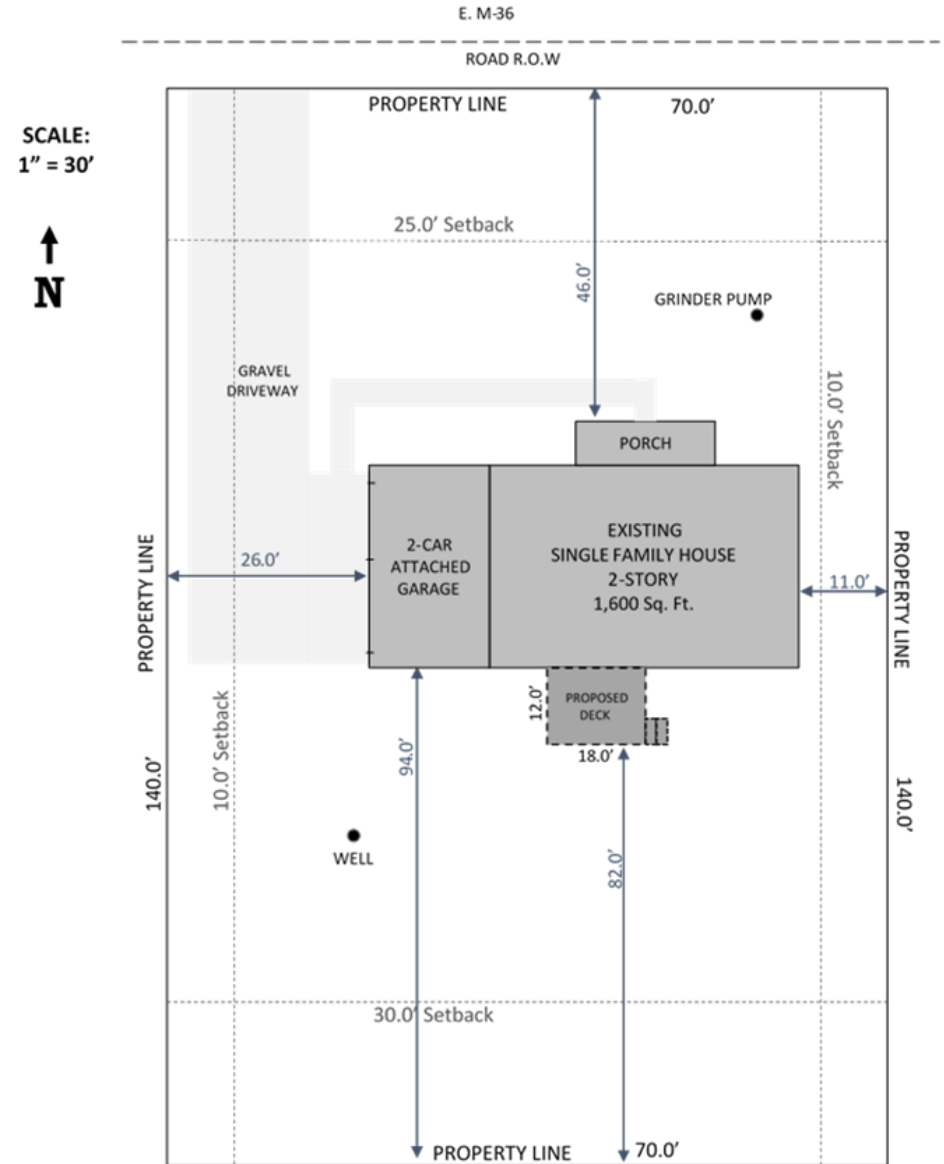 E. M-36
ROAD R.O.W
PROPERTY LINE
70.0’
SCALE:
1” = 30’
25.0’ Setback
N
46.0’
GRINDER PUMP
GRAVEL
DRIVEWAY
10.0’ Setback
PORCH
EXISTING
SINGLE FAMILY HOUSE
2-STORY
1,600 Sq. Ft.
2-CAR
ATTACHED
GARAGE
26.0’
11.0’
PROPERTY LINE
PROPERTY LINE
12.0’
PROPOSED
DECK
18.0’
10.0’ Setback
94.0’
140.0’
140.0’
WELL
82.0’
30.0’ Setback
PROPERTY LINE
70.0’